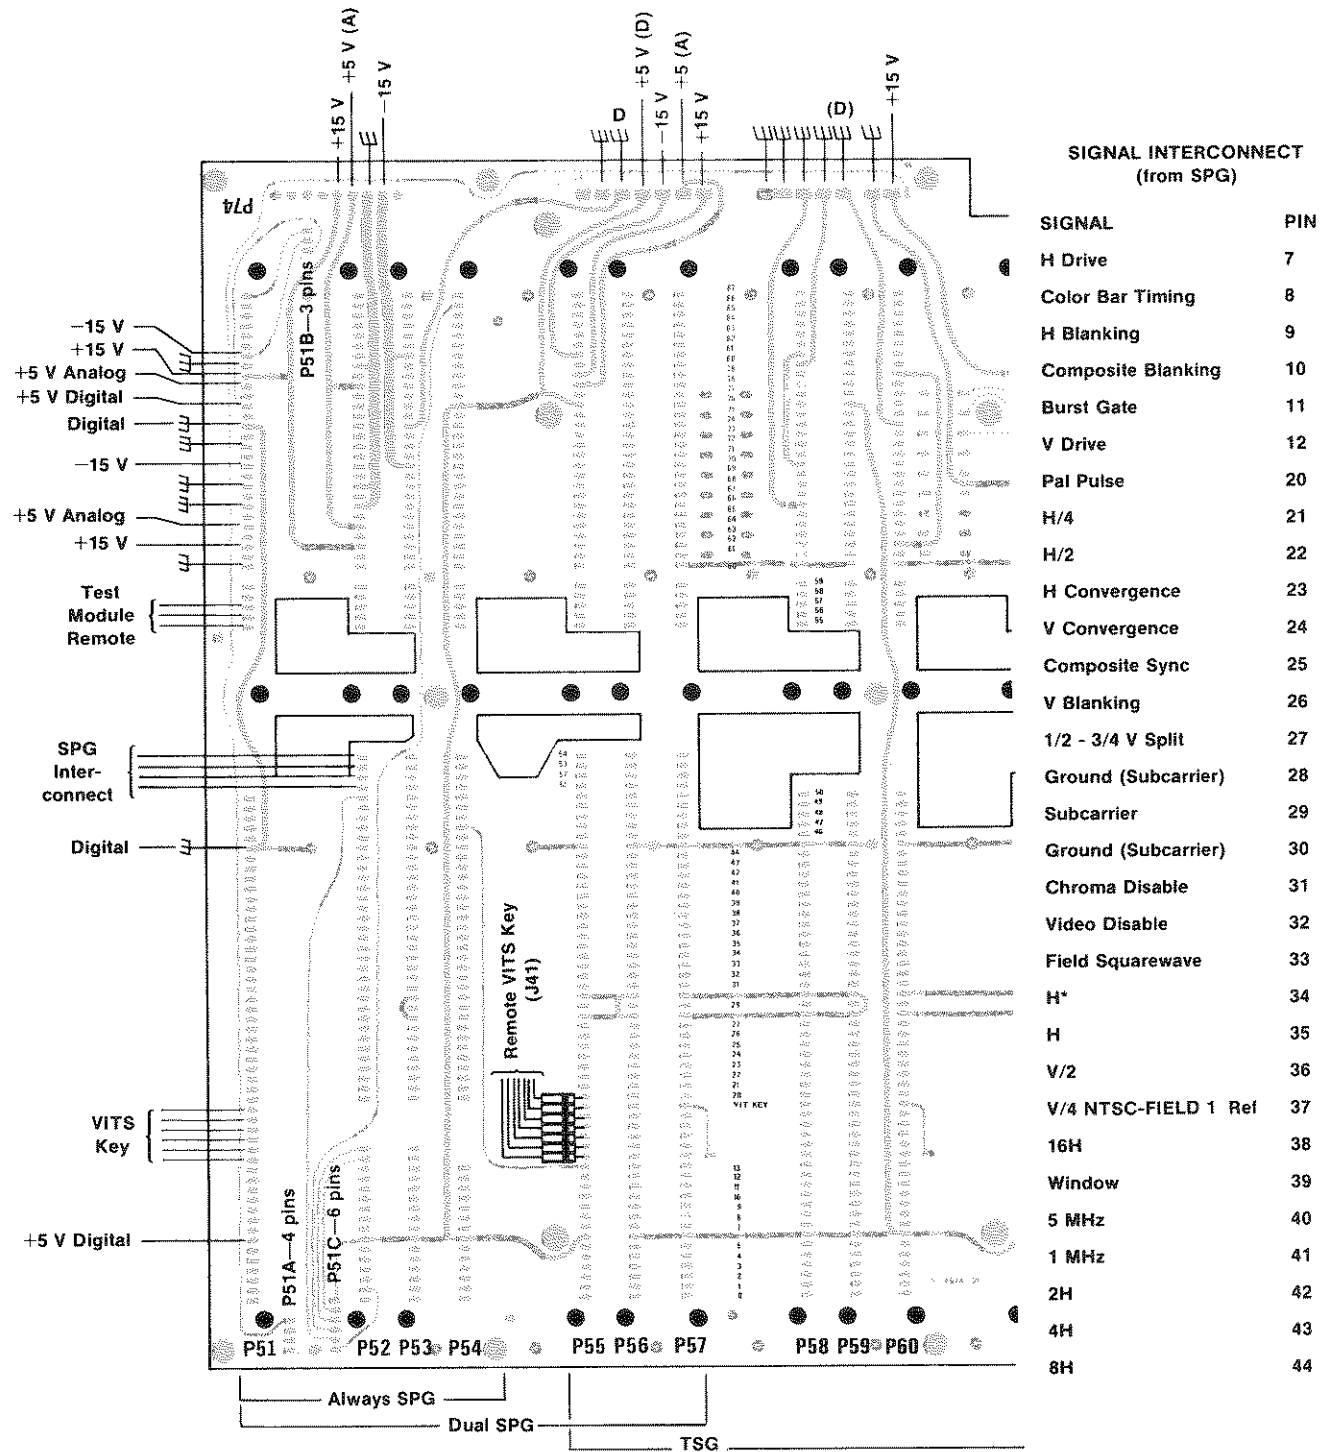 +15 V
+5 V (A)
−15 V
D
+5 V (D)
−15 V
+5 (A)
+15 V
(D)
+15 V
P74
P51B—3 pins
−15 V
+15 V
+5 V Analog
+5 V Digital
Digital
−15 V
+5 V Analog
+15 V
Test
Module
Remote
SPG
Inter-
connect
Digital
Remote VITS Key
(J41)
VIT KEY
VITS
Key
P51A—4 pins
P51C—6 pins
+5 V Digital
P51 P52 P53 P54 P55 P56 P57 P58 P59 P60
Always SPG
Dual SPG
TSG
SIGNAL INTERCONNECT
(from SPG)
SIGNAL PIN
H Drive 7
Color Bar Timing 8
H Blanking 9
Composite Blanking 10
Burst Gate 11
V Drive 12
Pal Pulse 20
H/4 21
H/2 22
H Convergence 23
V Convergence 24
Composite Sync 25
V Blanking 26
1/2 - 3/4 V Split 27
Ground (Subcarrier) 28
Subcarrier 29
Ground (Subcarrier) 30
Chroma Disable 31
Video Disable 32
Field Squarewave 33
H* 34
H 35
V/2 36
V/4 NTSC-FIELD 1 Ref 37
16H 38
Window 39
5 MHz 40
1 MHz 41
2H 42
4H 43
8H 44